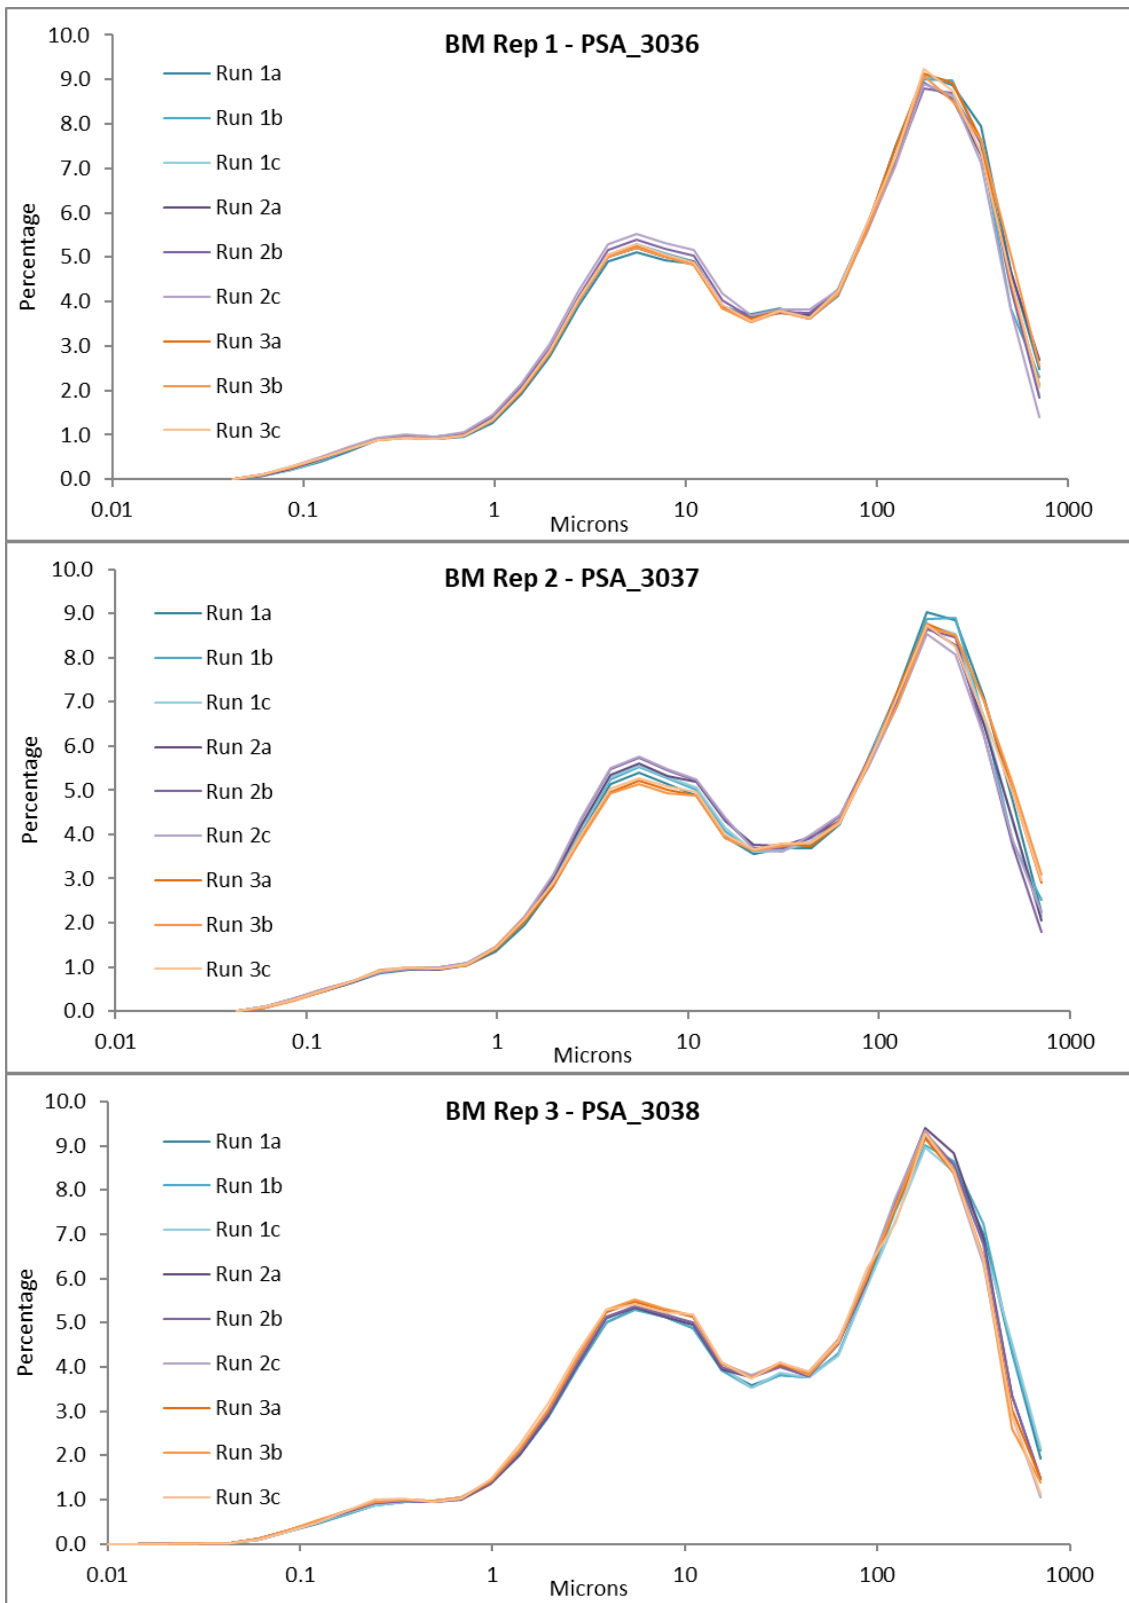 BM Rep 1 - PSA_3036
Percentage
10.0
9.0
8.0
7.0
6.0
5.0
4.0
3.0
2.0
1.0
0.0
Run 1a
Run 1b
Run 1c
Run 2a
Run 2b
Run 2c
Run 3a
Run 3b
Run 3c
0.01 0.1 1 10 100 1000
Microns
BM Rep 2 - PSA_3037
Percentage
10.0
9.0
8.0
7.0
6.0
5.0
4.0
3.0
2.0
1.0
0.0
Run 1a
Run 1b
Run 1c
Run 2a
Run 2b
Run 2c
Run 3a
Run 3b
Run 3c
0.01 0.1 1 10 100 1000
Microns
BM Rep 3 - PSA_3038
Percentage
10.0
9.0
8.0
7.0
6.0
5.0
4.0
3.0
2.0
1.0
0.0
Run 1a
Run 1b
Run 1c
Run 2a
Run 2b
Run 2c
Run 3a
Run 3b
Run 3c
0.01 0.1 1 10 100 1000
Microns